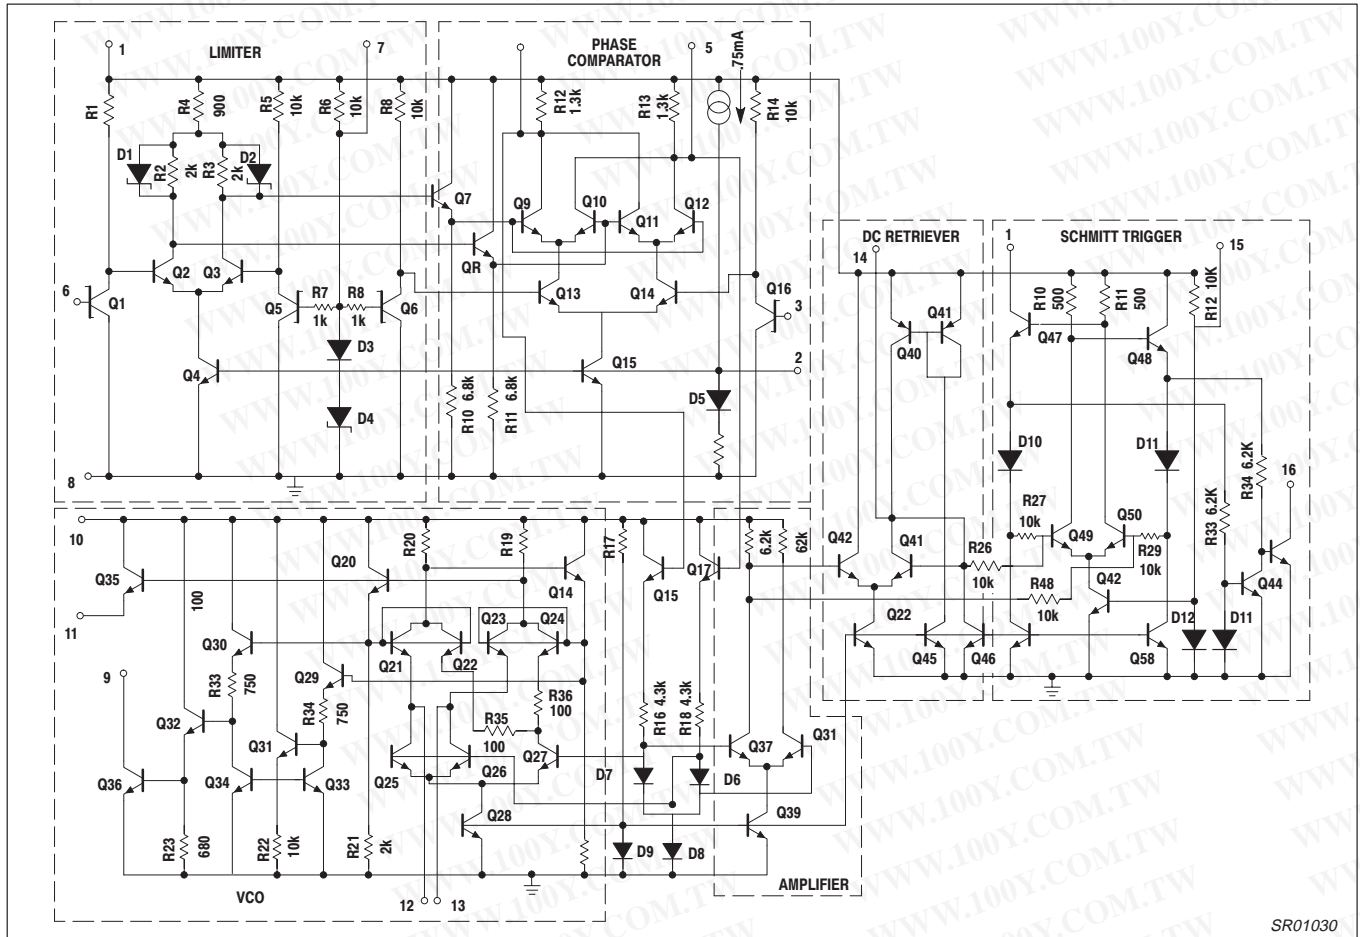 LIMITER
PHASE
COMPARATOR
1
7
5
.75mA
R1
R4
900
R5
10k
R6
10k
R8
10k
R12
1.3k
R13
1.3k
R14
10k
D1
R2
2k
R3
2k
D2
Q7
Q9
Q10
Q11
Q12
QR
6
Q1
Q2
Q3
Q5
R7
1k
R8
1k
Q6
Q13
Q14
Q16
3
D3
Q4
Q15
2
D4
R10
6.8k
R11
6.8k
D5
8
DC RETRIEVER
14
SCHMITT TRIGGER
1
15
R10
500
R11
500
R12
10K
Q40
Q41
Q47
Q48
D10
D11
R34
6.2K
16
R33
6.2K
R27
10k
Q49
Q50
R29
10k
Q42
Q41
R26
10k
R48
10k
Q42
Q44
Q22
Q45
Q46
Q58
D12
D11
10
Q35
11
100
Q20
R20
R19
Q14
R17
Q15
Q17
6.2k
62k
9
Q30
R33
750
Q29
R34
750
Q21
Q22
Q23
Q24
R36
100
R35
100
R16
4.3k
R18
4.3k
Q32
Q31
Q36
Q34
Q33
Q25
Q26
Q27
D7
D6
Q37
Q31
Q28
Q39
R23
680
R22
10k
R21
2k
D9
D8
VCO
12
13
AMPLIFIER
SR01030
WWW.100Y.COM.TW